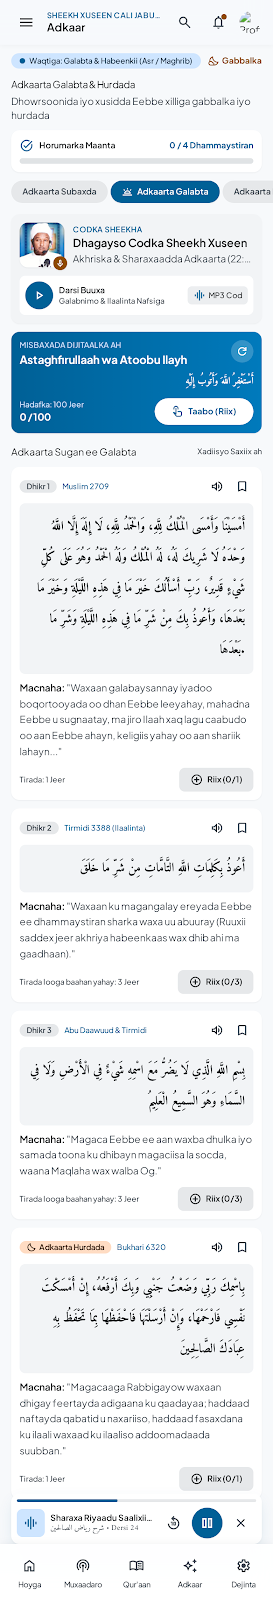 SHEEKH XUSEEN CALI JABU...
Adkaar
Waqtiga: Galabta & Habeenkii (Asr / Maghrib)
Gabbalka
Adkaarta Galabta & Hurdada
Dhowrsoonida iyo xusidda Eebbe xilliga gabbalka iyo
hurdada
Horumarka Maanta
0 / 4 Dhammaystiran
Adkaarta Subaxda
Adkaarta Galabta
Adkaarta
CODKA SHEEKHA
Dhagayso Codka Sheekh Xuseen
Akhriska & Sharaxaadda Adkaarta (22:...
Darsi Buuxa
Galabnimo & Ilaalinta Nafsiga
MP3 Cod
MISBAXADA DIJITAALKA AH
Astaghfirullaah wa Atoobu Ilayh
أَسْتَغْفِرُ اللَّهَ وَأَتُوبُ إِلَيْهِ
Hadafka: 100 Jeer
0 /100
Taabo (Riix)
Adkaarta Sugan ee Galabta
Xadiisyo Saxiix ah
Dhikr 1
Muslim 2709
أَمْسَيْنَا وَأَمْسَى الْمُلْكُ لِلَّهِ، وَالْحَمْدُ لِلَّهِ، لَا إِلَهَ إِلَّا اللَّهُ
وَحْدَهُ لَا شَرِيكَ لَهُ، لَهُ الْمُلْكُ وَلَهُ الْحَمْدُ وَهُوَ عَلَى كُلِّ
شَيْءٍ قَدِيرٌ، رَبِّ أَسْأَلُكَ خَيْرَ مَا فِي هَذِهِ اللَّيْلَةِ وَخَيْرَ مَا
بَعْدَهَا، وَأَعُوذُ بِكَ مِنْ شَرِّ مَا فِي هَذِهِ اللَّيْلَةِ وَشَرِّ مَا
بَعْدَهَا.
Macnaha: "Waxaan galabaysannay iyadoo
boqortooyada oo dhan Eebbe leeyahay, mahadna
Eebbe u sugnaatay, ma jiro Ilaah xaq lagu caabudo
oo aan Eebbe ahayn, keligiis yahay oo aan shariik
lahayn..."
Tirada: 1 Jeer
Riix (0/1)
Dhikr 2
Tirmidi 3388 (Ilaalinta)
أَعُوذُ بِكَلِمَاتِ اللَّهِ التَّامَّاتِ مِنْ شَرِّ مَا خَلَقَ
Macnaha: "Waxaan ku magangalay ereyada Eebbe
ee dhammaystiran sharka waxa uu abuuray (Ruuxii
saddex jeer akhriya habeenkaas wax dhib ahi ma
gaadhaan)."
Tirada looga baahan yahay: 3 Jeer
Riix (0/3)
Dhikr 3
Abu Daawuud & Tirmidi
بِسْمِ اللَّهِ الَّذِي لَا يَضُرُّ مَعَ اسْمِهِ شَيْءٌ فِي الْأَرْضِ وَلَا فِي
السَّمَاءِ وَهُوَ السَّمِيعُ الْعَلِيمُ
Macnaha: "Magaca Eebbe ee aan waxba dhulka iyo
samada toona ku dhibayn magaciisa la socda,
waana Maqlaha wax walba Og."
Tirada looga baahan yahay: 3 Jeer
Riix (0/3)
Adkaarta Hurdada
Bukhari 6320
بِاسْمِكَ رَبِّي وَضَعْتُ جَنْبِي وَبِكَ أَرْفَعُهُ، إِنْ أَمْسَكْتَ
نَفْسِي فَارْحَمْهَا، وَإِنْ أَرْسَلْتَهَا فَاحْفَظْهَا بِمَا تَحْفَظُ بِهِ
عِبَادَكَ الصَّالِحِينَ
Macnaha: "Magacaaga Rabbigayow waxaan
dhigay feertayda adigaana ku qaadayaa; haddaad
naftayda qabatid u naxariiso, haddaad fasaxdana
ku ilaali waxaad ku ilaaliso addoomadaada
suubban."
Tirada: 1 Jeer
Riix (0/1)
Sharaxa Riyaadu Saalixii...
شرح رياض الصالحين • Dersi 24
Hoyga
Muxaadaro
Qur'aan
Adkaar
Dejinta